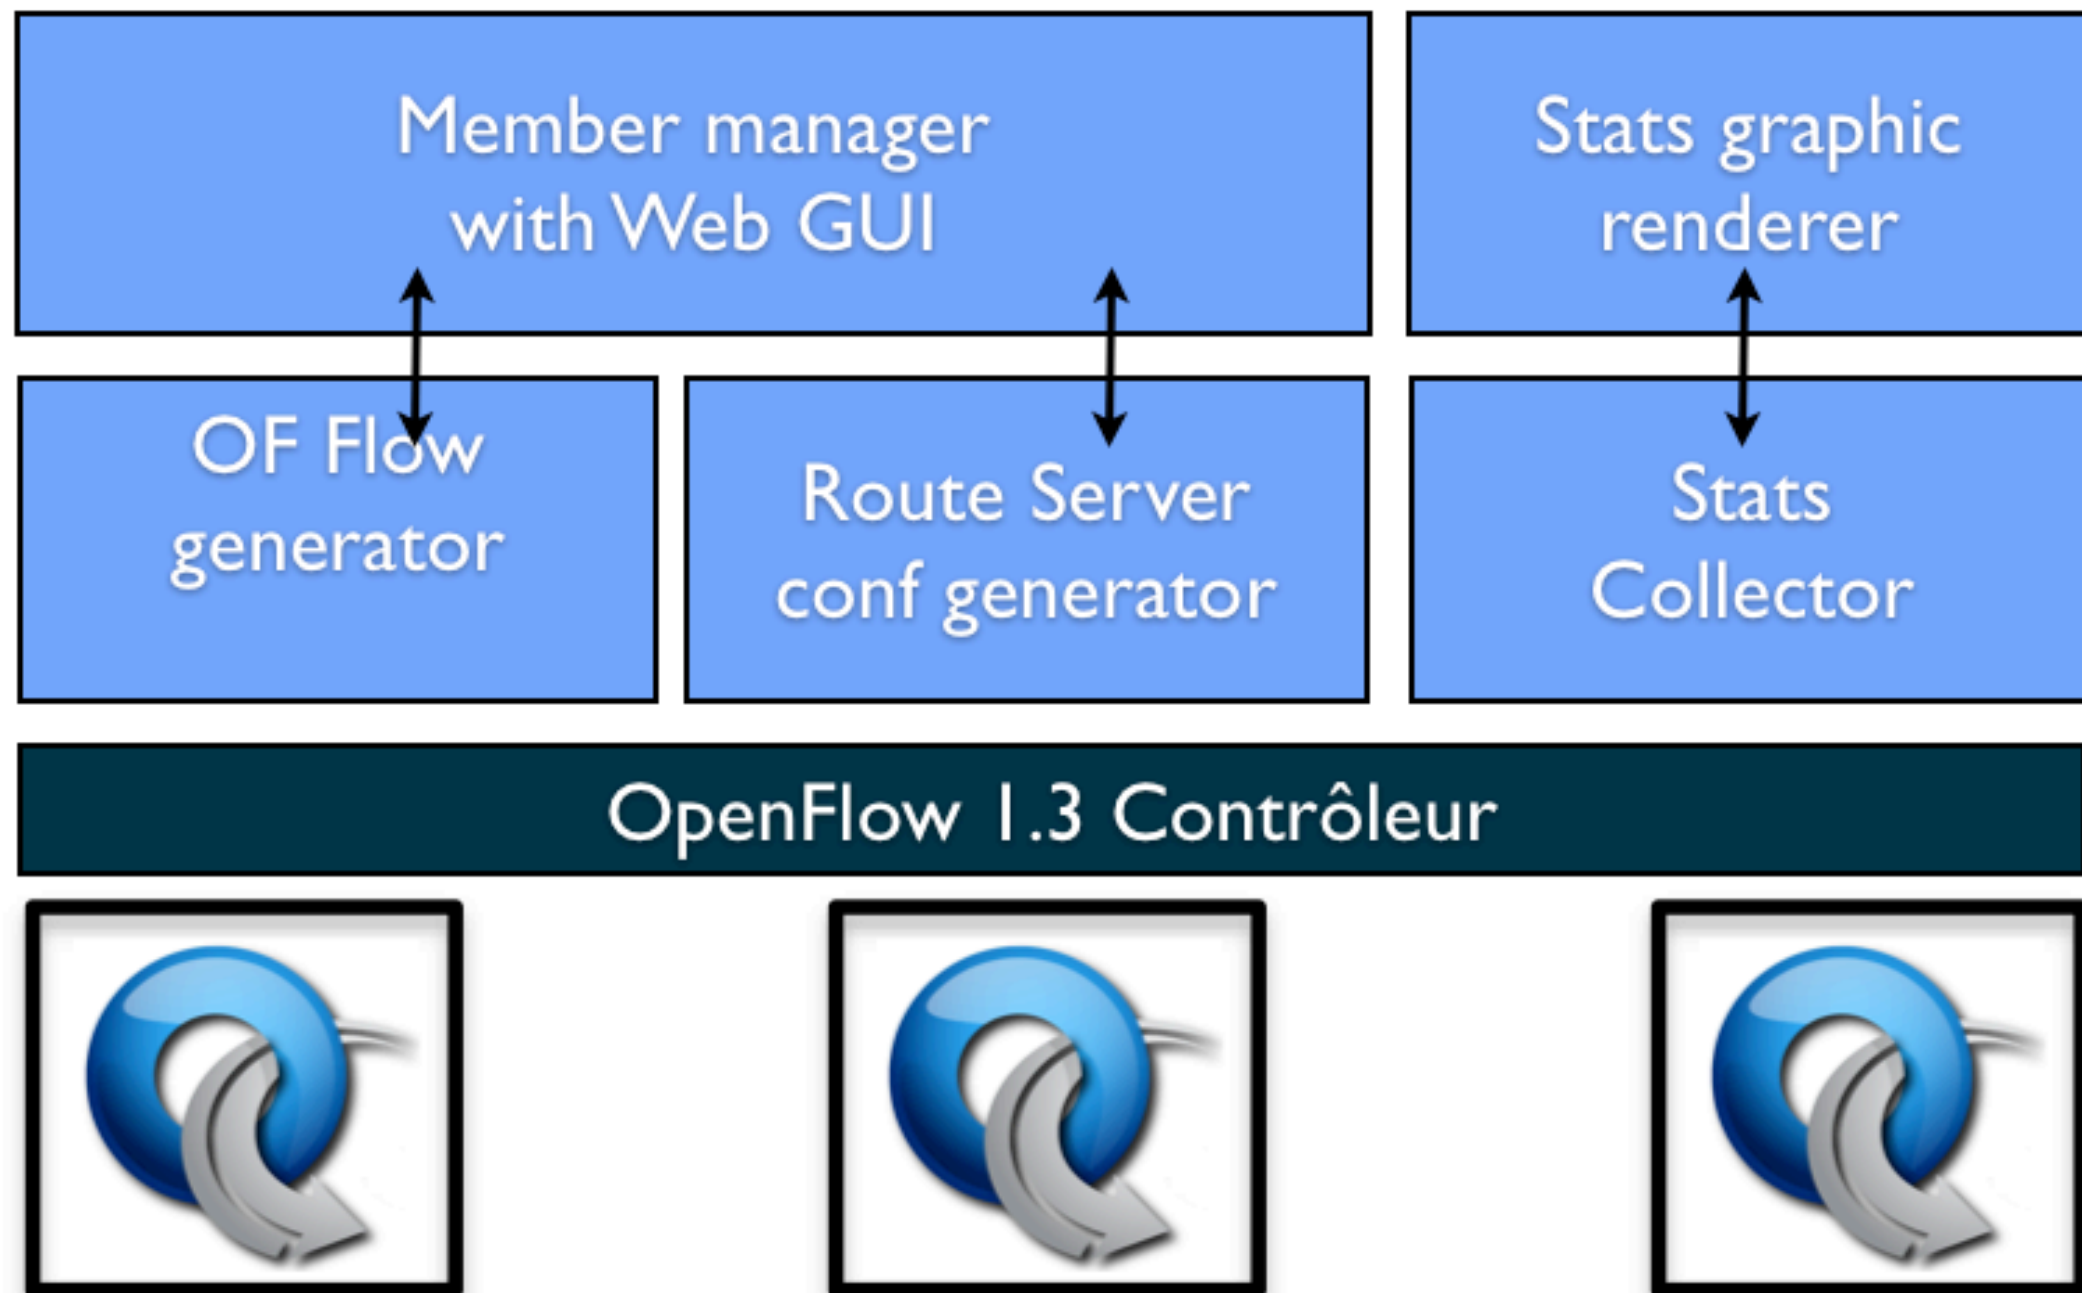 Member manager
with Web GUI
Stats graphic
renderer
OF Flow
generator
Route Server
conf generator
Stats
Collector
OpenFlow 1.3 Contrôleur